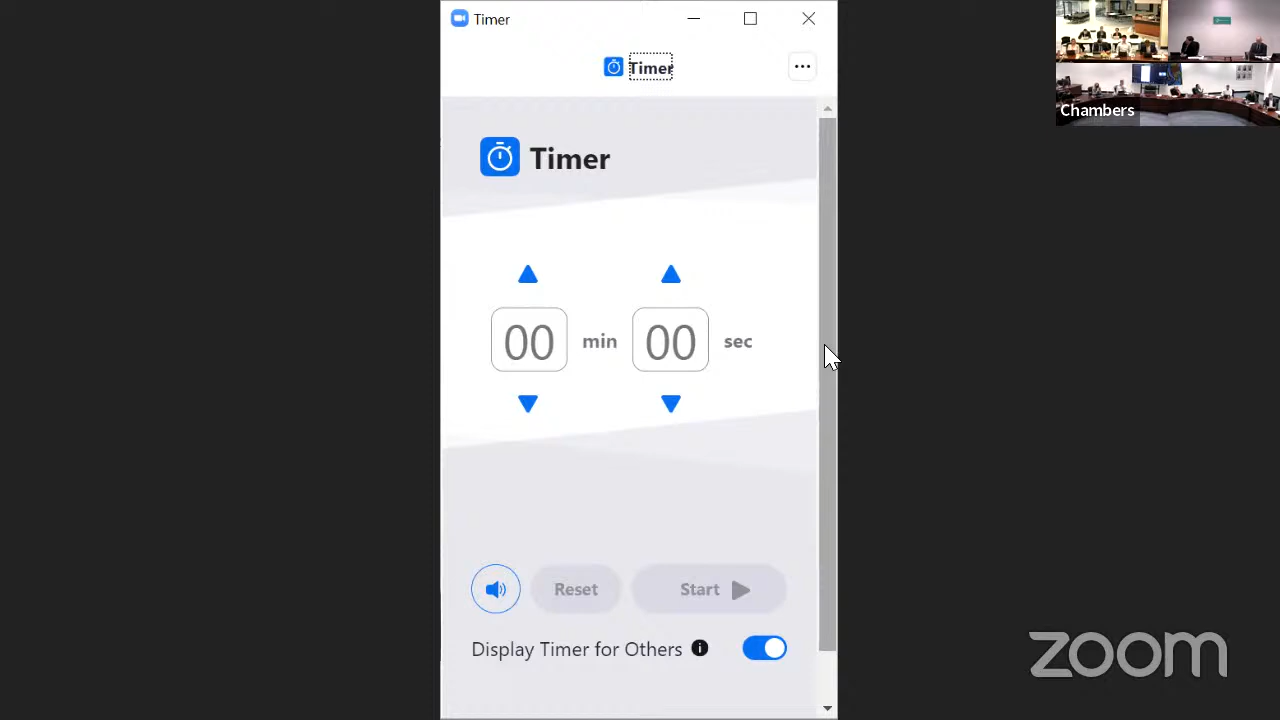 Timer
Timer
Timer
00 min 00 sec
Reset Start
Display Timer for Others
Chambers
zoom